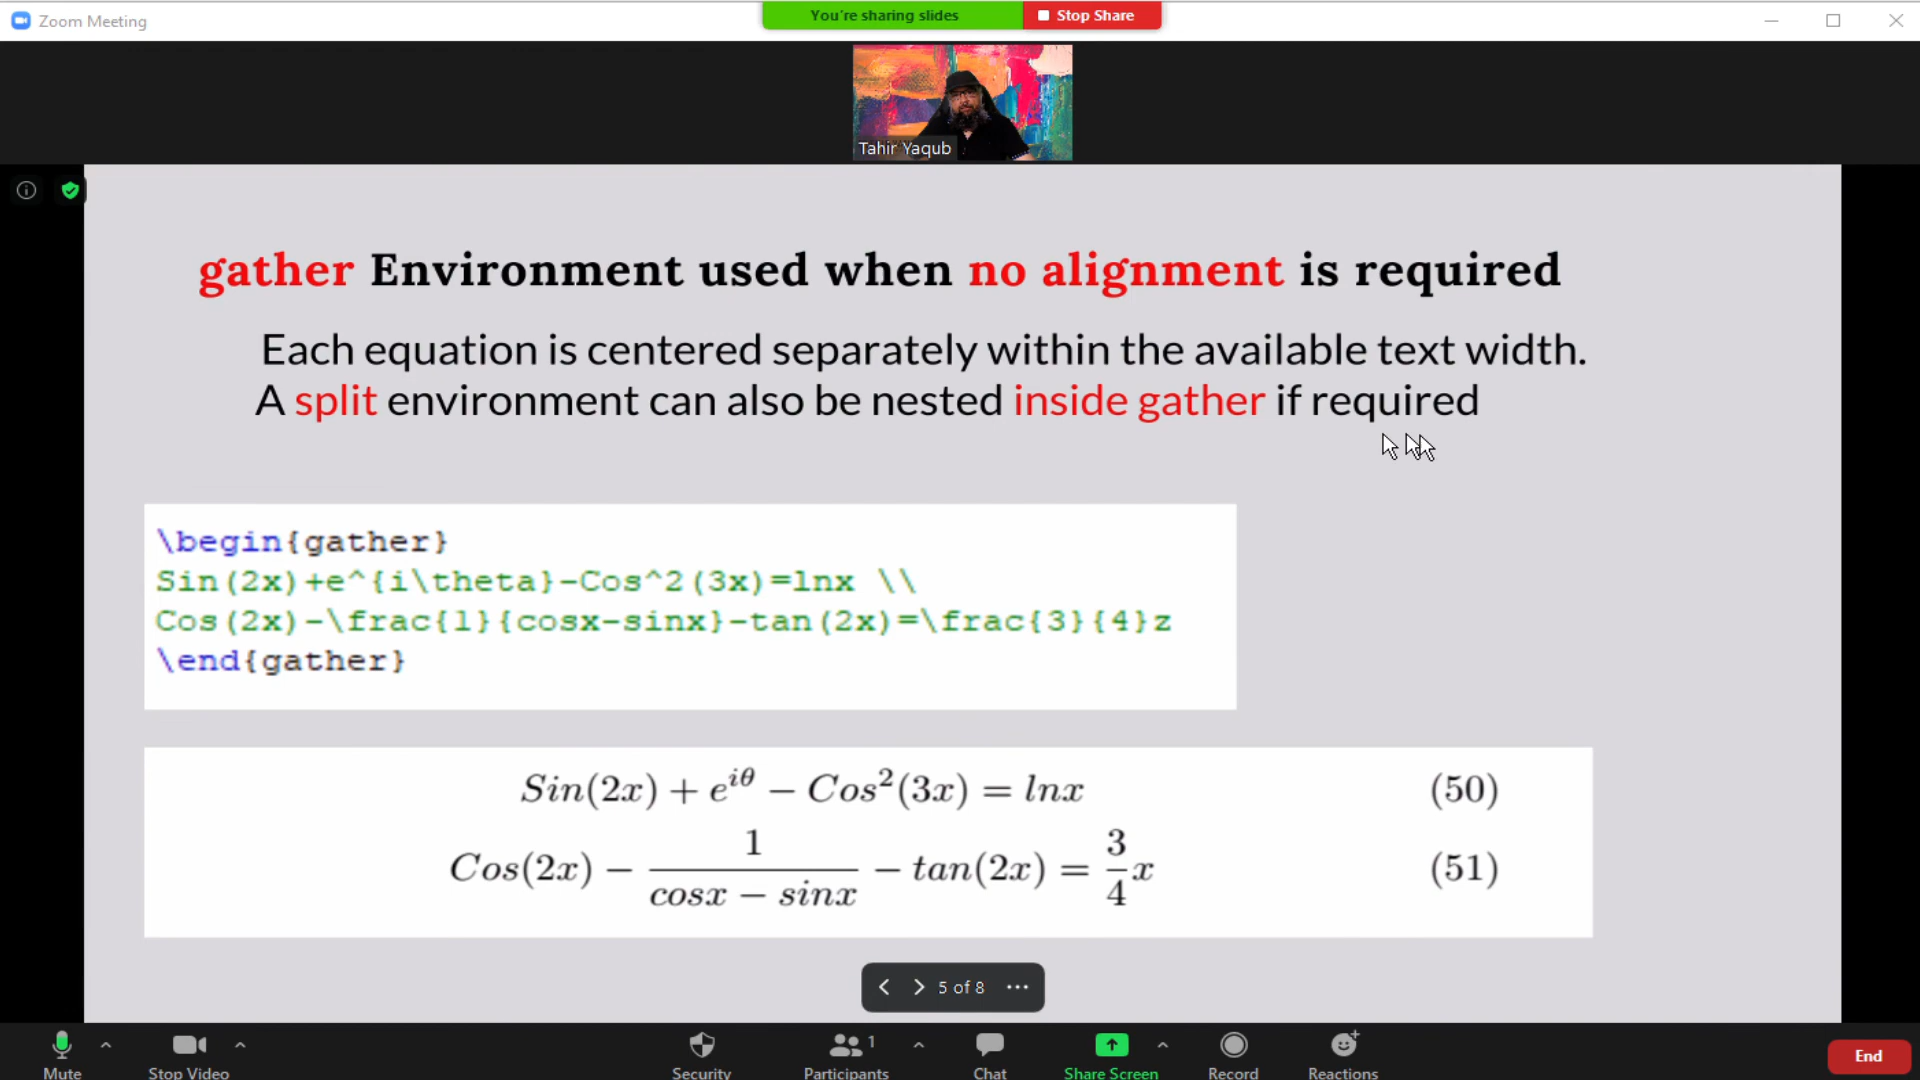 Zoom Meeting
You're sharing slides
Stop Share
Tahir Yaqub
gather Environment used when no alignment is required
Each equation is centered separately within the available text width.
A split environment can also be nested inside gather if required
\begin{gather}
Sin(2x)+e^{i\theta}-Cos^2(3x)=lnx \\
Cos(2x)-\frac{1}{cosx-sinx}-tan(2x)=\frac{3}{4}z
\end{gather}
Sin(2x) + e^{iθ} − Cos²(3x) = lnx (50)
Cos(2x) − \frac{1}{cosx − sinx} − tan(2x) = \frac{3}{4}x (51)
5 of 8
Mute
Stop Video
Security
Participants 1
Chat
Share Screen
Record
Reactions
End